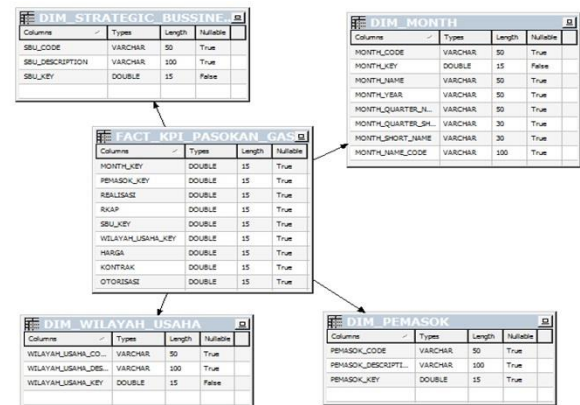 DIM_STRATEGIC_BUSSINE...
Columns Types Length Nullable
SBU_CODE VARCHAR 50 True
SBU_DESCRIPTION VARCHAR 100 True
SBU_KEY DOUBLE 15 False
DIM_MONTH
Columns Types Length Nullable
MONTH_CODE VARCHAR 50 True
MONTH_KEY DOUBLE 15 False
MONTH_NAME VARCHAR 50 True
MONTH_YEAR VARCHAR 50 True
MONTH_QUARTER_N... VARCHAR 50 True
MONTH_QUARTER_SH... VARCHAR 30 True
MONTH_SHORT_NAME VARCHAR 30 True
MONTH_NAME_CODE VARCHAR 100 True
FACT_KPI_PASOKAN_GAS
Columns Types Length Nullable
MONTH_KEY DOUBLE 15 True
PEMASOK_KEY DOUBLE 15 True
REALISASI DOUBLE 15 True
RKAP DOUBLE 15 True
SBU_KEY DOUBLE 15 True
WILAYAH_USAHA_KEY DOUBLE 15 True
HARGA DOUBLE 15 True
KONTRAK DOUBLE 15 True
OTORISASI DOUBLE 15 True
DIM_WILAYAH_USAHA
Columns Types Length Nullable
WILAYAH_USAHA_CO... VARCHAR 50 True
WILAYAH_USAHA_DES... VARCHAR 100 True
WILAYAH_USAHA_KEY DOUBLE 15 False
DIM_PEMASOK
Columns Types Length Nullable
PEMASOK_CODE VARCHAR 50 True
PEMASOK_DESCRIPTI... VARCHAR 100 True
PEMASOK_KEY DOUBLE 15 True